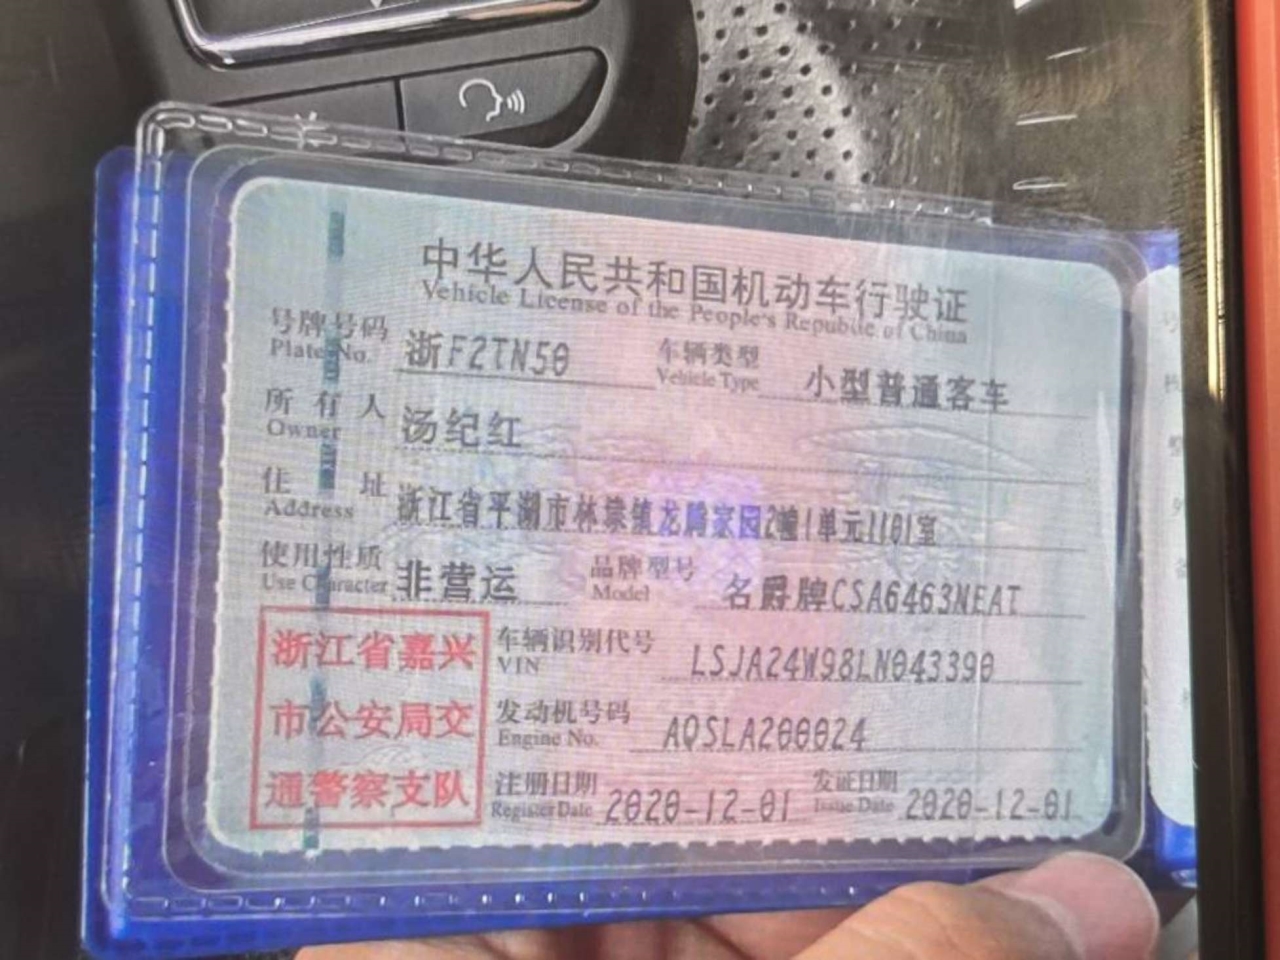 中华人民共和国机动车行驶证
Vehicle License of the People's Republic of China
号牌号码 浙F2TN50 车辆类型 小型普通客车
Plate No. Vehicle Type
所有人 汤纪红
Owner
住址 浙江省平湖市林埭镇龙腾家园2幢1单元1101室
Address
使用性质 非营运 品牌型号 名爵牌CSA6463NEAT
Use Character Model
浙江省嘉兴
市公安局交
通警察支队
车辆识别代号 LSJA24W98LN043390
VIN
发动机号码 AQSLA200024
Engine No.
注册日期 2020-12-01 发证日期 2020-12-01
Register Date Issue Date